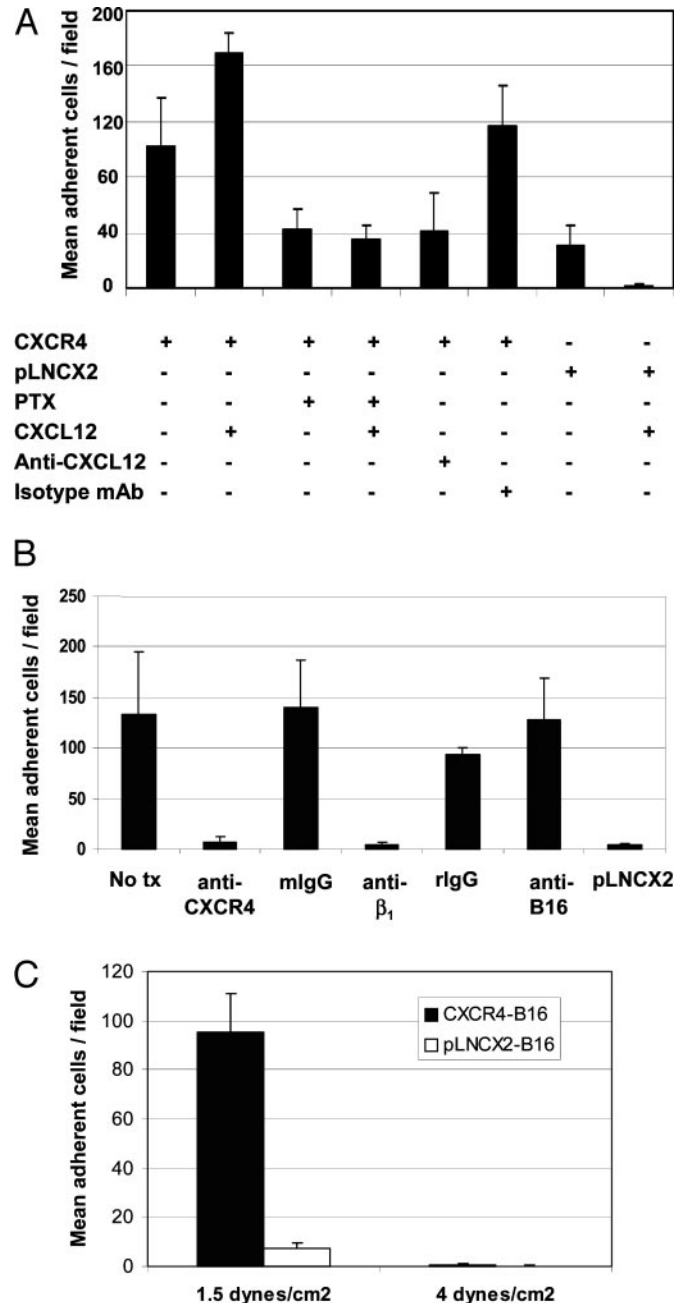 A
Mean adherent cells / field
200
160
120
60
40
0
CXCR4 + + + + + + - -
pLNCX2 - - - - - - + +
PTX - - + + - - - -
CXCL12 - + - + - - - +
Anti-CXCL12 - - - - + - - -
Isotype mAb - - - - - + - -
B
Mean adherent cells / field
250
200
150
100
50
0
No tx anti-CXCR4 mIgG anti-β1 rIgG anti-B16 pLNCX2
C
Mean adherent cells / field
120
100
80
60
40
20
0
CXCR4-B16
pLNCX2-B16
1.5 dynes/cm2 4 dynes/cm2